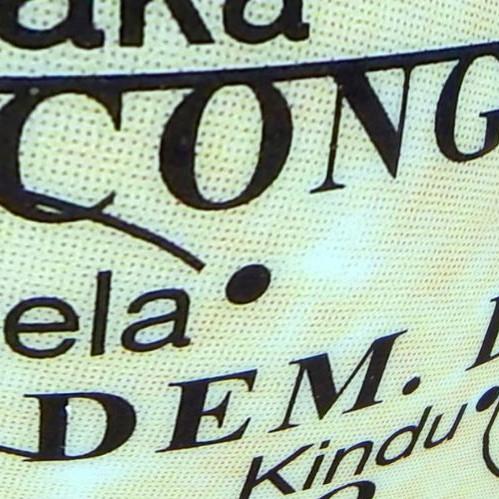 aka
CONG
ela
DEM.
Kindu